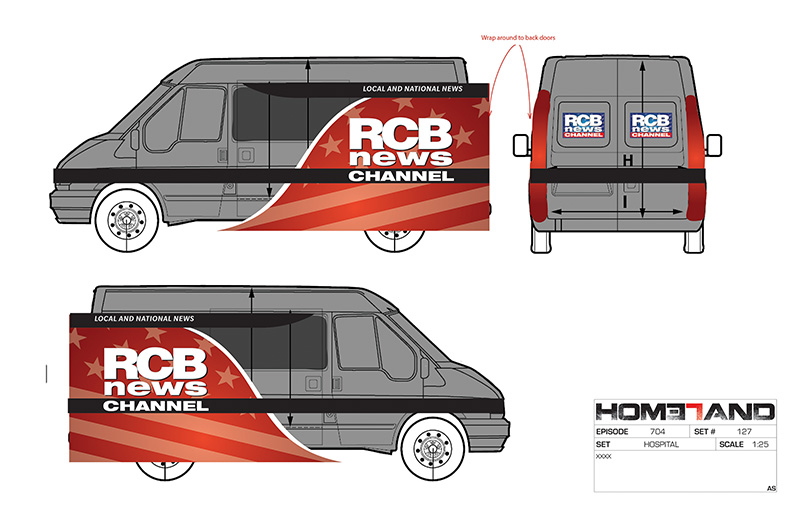 Wrap around to back doors
LOCAL AND NATIONAL NEWS
RCB
news
CHANNEL
RCB
news
CHANNEL
RCB
news
CHANNEL
H
I
LOCAL AND NATIONAL NEWS
RCB
news
CHANNEL
HOMELAND
EPISODE 704 SET # 127
SET HOSPITAL SCALE 1:25
XXXX
AS